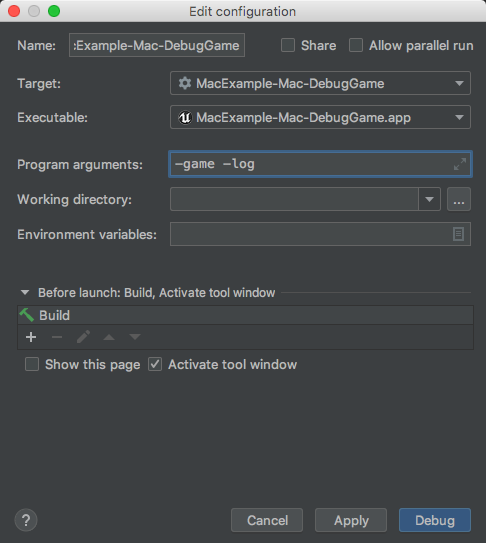 Edit configuration
Name: :Example-Mac-DebugGame Share Allow parallel run
Target: MacExample-Mac-DebugGame
Executable: MacExample-Mac-DebugGame.app
Program arguments: —game —log
Working directory: ...
Environment variables:
Before launch: Build, Activate tool window
Build
Show this page Activate tool window
? Cancel Apply Debug